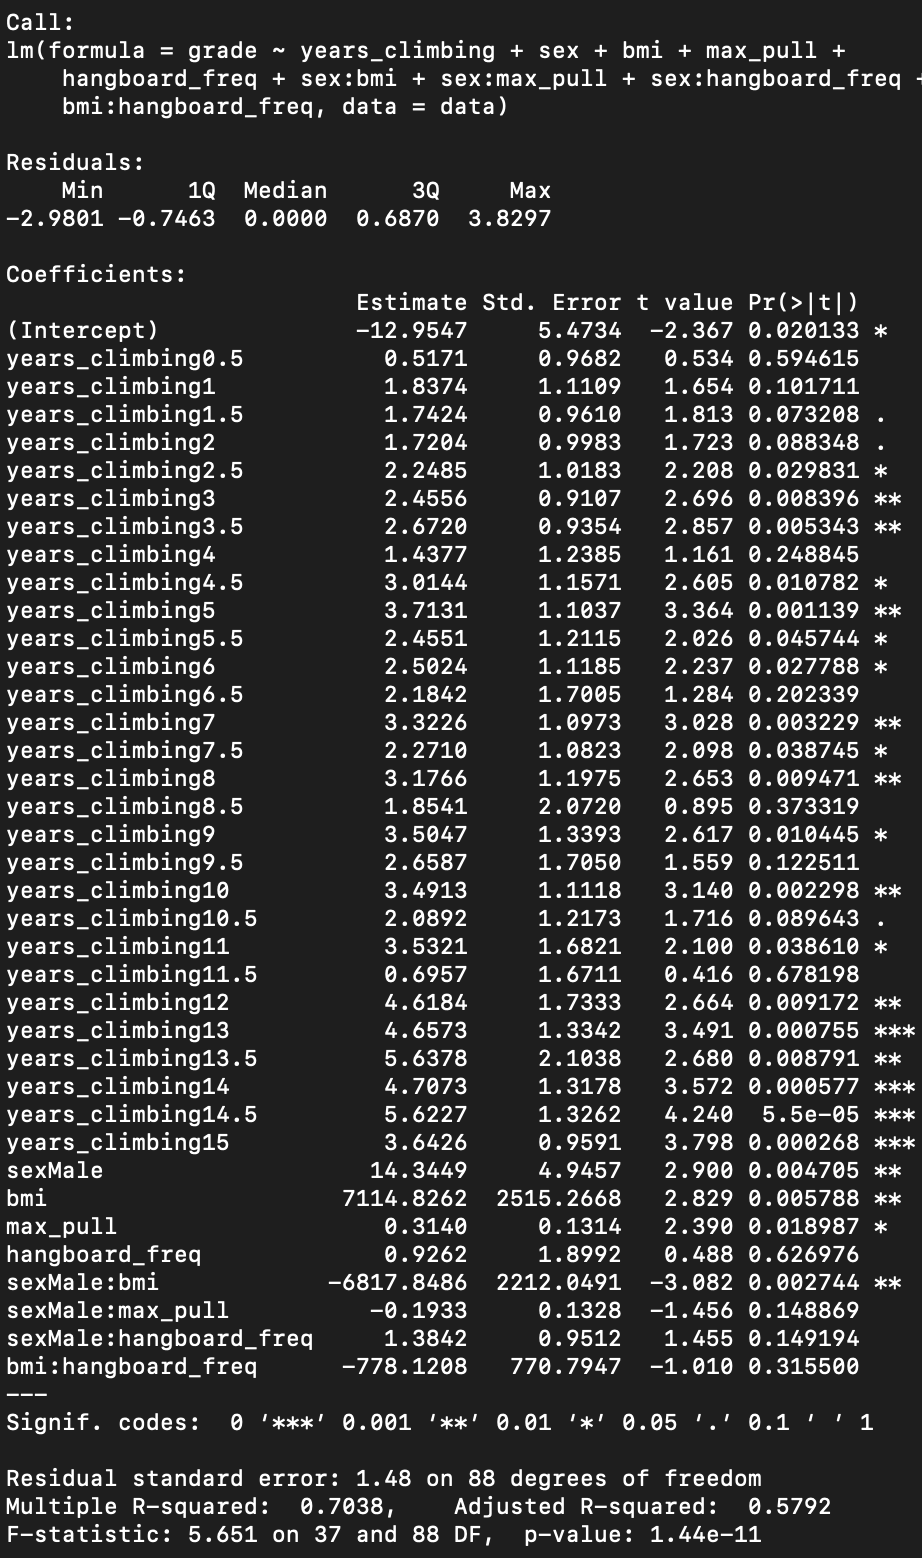 Call:
lm(formula = grade ~ years_climbing + sex + bmi + max_pull +
    hangboard_freq + sex:bmi + sex:max_pull + sex:hangboard_freq +
    bmi:hangboard_freq, data = data)

Residuals:
    Min      1Q  Median      3Q     Max
-2.9801 -0.7463  0.0000  0.6870  3.8297

Coefficients:
                         Estimate Std. Error t value Pr(>|t|)
(Intercept)              -12.9547     5.4734  -2.367 0.020133 *
years_climbing0.5          0.5171     0.9682   0.534 0.594615
years_climbing1            1.8374     1.1109   1.654 0.101711
years_climbing1.5          1.7424     0.9610   1.813 0.073208 .
years_climbing2            1.7204     0.9983   1.723 0.088348 .
years_climbing2.5          2.2485     1.0183   2.208 0.029831 *
years_climbing3            2.4556     0.9107   2.696 0.008396 **
years_climbing3.5          2.6720     0.9354   2.857 0.005343 **
years_climbing4            1.4377     1.2385   1.161 0.248845
years_climbing4.5          3.0144     1.1571   2.605 0.010782 *
years_climbing5            3.7131     1.1037   3.364 0.001139 **
years_climbing5.5          2.4551     1.2115   2.026 0.045744 *
years_climbing6            2.5024     1.1185   2.237 0.027788 *
years_climbing6.5          2.1842     1.7005   1.284 0.202339
years_climbing7            3.3226     1.0973   3.028 0.003229 **
years_climbing7.5          2.2710     1.0823   2.098 0.038745 *
years_climbing8            3.1766     1.1975   2.653 0.009471 **
years_climbing8.5          1.8541     2.0720   0.895 0.373319
years_climbing9            3.5047     1.3393   2.617 0.010445 *
years_climbing9.5          2.6587     1.7050   1.559 0.122511
years_climbing10           3.4913     1.1118   3.140 0.002298 **
years_climbing10.5         2.0892     1.2173   1.716 0.089643 .
years_climbing11           3.5321     1.6821   2.100 0.038610 *
years_climbing11.5         0.6957     1.6711   0.416 0.678198
years_climbing12           4.6184     1.7333   2.664 0.009172 **
years_climbing13           4.6573     1.3342   3.491 0.000755 ***
years_climbing13.5         5.6378     2.1038   2.680 0.008791 **
years_climbing14           4.7073     1.3178   3.572 0.000577 ***
years_climbing14.5         5.6227     1.3262   4.240  5.5e-05 ***
years_climbing15           3.6426     0.9591   3.798 0.000268 ***
sexMale                   14.3449     4.9457   2.900 0.004705 **
bmi                     7114.8262  2515.2668   2.829 0.005788 **
max_pull                   0.3140     0.1314   2.390 0.018987 *
hangboard_freq             0.9262     1.8992   0.488 0.626976
sexMale:bmi            -6817.8486  2212.0491  -3.082 0.002744 **
sexMale:max_pull          -0.1933     0.1328  -1.456 0.148869
sexMale:hangboard_freq     1.3842     0.9512   1.455 0.149194
bmi:hangboard_freq      -778.1208   770.7947  -1.010 0.315500
---
Signif. codes:  0 ‘***’ 0.001 ‘**’ 0.01 ‘*’ 0.05 ‘.’ 0.1 ‘ ’ 1

Residual standard error: 1.48 on 88 degrees of freedom
Multiple R-squared:  0.7038,    Adjusted R-squared:  0.5792
F-statistic: 5.651 on 37 and 88 DF,  p-value: 1.44e-11